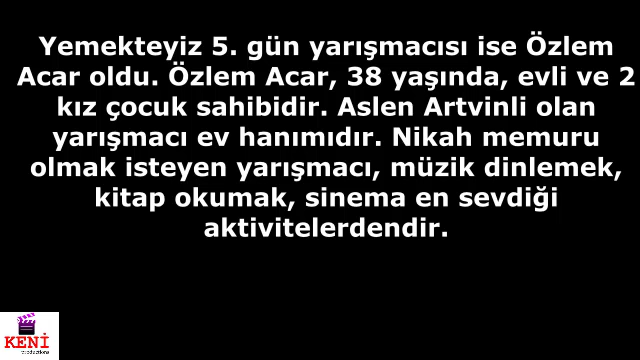 Yemekteyiz 5. gün yarışmacısı ise Özlem
Acar oldu. Özlem Acar, 38 yaşında, evli ve 2
kız çocuk sahibidir. Aslen Artvinli olan
yarışmacı ev hanımıdır. Nikah memuru
olmak isteyen yarışmacı, müzik dinlemek,
kitap okumak, sinema en sevdiği
aktivitelerdendir.
KENİ
Productions